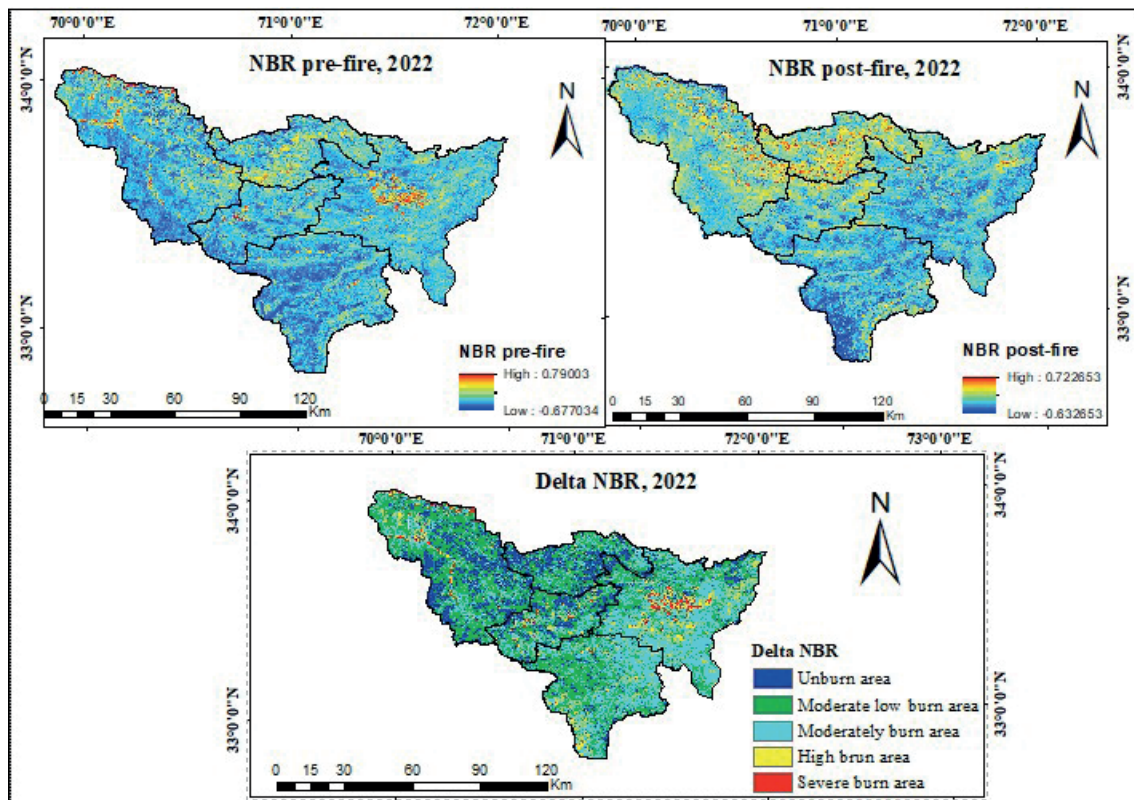 70°0'0"E 71°0'0"E 72°0'0"E
NBR pre-fire, 2022
N
34°0'0"N
33°0'0"N
NBR pre-fire
High : 0.79003
Low : -0.677034
0 15 30 60 90 120
Km
70°0'0"E 71°0'0"E 72°0'0"E
NBR post-fire, 2022
N
34°0'0"N
33°0'0"N
NBR post-fire
High : 0.722653
Low : -0.632653
0 15 30 60 90 120
Km
70°0'0"E 71°0'0"E 72°0'0"E 73°0'0"E
Delta NBR, 2022
N
34°0'0"N
34°0'0"N
33°0'0"N
33°0'0"N
Delta NBR
Unburn area
Moderate low burn area
Moderately burn area
High brun area
Severe burn area
0 15 30 60 90 120
Km